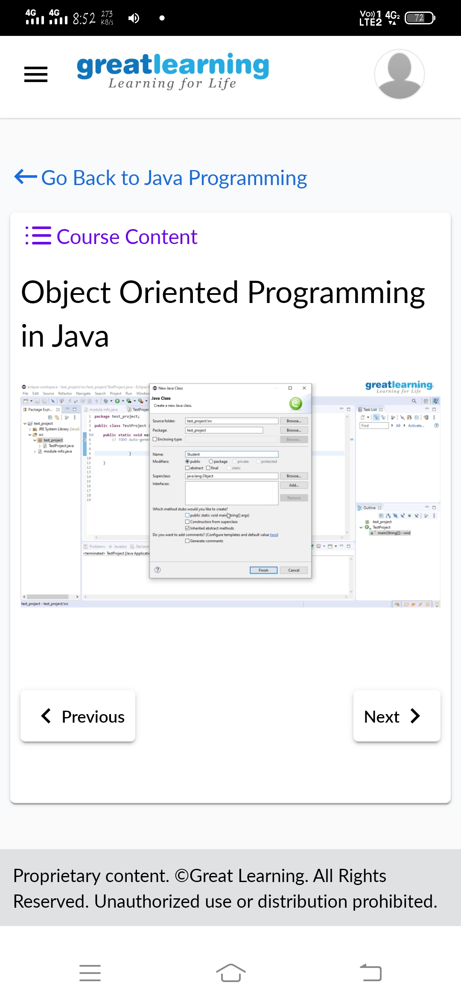 4G 4G 8:52 273 KB/s Vo)) 1 LTE2 4G2 72
greatlearning
Learning for Life
Go Back to Java Programming
Course Content
Object Oriented Programming
in Java
eclipse-workspace - test_project/src/test_project/TestProject.java - Eclipse
File Edit Source Refactor Navigate Search Project Run Window
greatlearning
Learning for Life
Package Expl...
test_project
JRE System Library [JavaS
src
test_project
TestProject.java
module-info.java
module-info.java TestProjec
1 package test_project;
2
3 public class TestProject
4
5 public static void mai
6 // TODO Auto-gener
7
8
9 }
10
11 }
12
13
14
15
16
17
18
19
New Java Class
Java Class
Create a new Java class.
Source folder: test_project/src Browse...
Package: test_project Browse...
Enclosing type: Browse...
Name: Student
Modifiers: public package private protected
abstract final static
Superclass: java.lang.Object Browse...
Interfaces: Add...
Remove
Which method stubs would you like to create?
public static void main(String[] args)
Constructors from superclass
Inherited abstract methods
Do you want to add comments? (Configure templates and default value here)
Generate comments
Finish Cancel
Task List
Find All Activate...
Outline
test_project
TestProject
main(String[]) : void
Problems Javadoc Declarat
<terminated> TestProject [Java Applicatio
test_project - test_project/src
Previous
Next
Proprietary content. ©Great Learning. All Rights
Reserved. Unauthorized use or distribution prohibited.